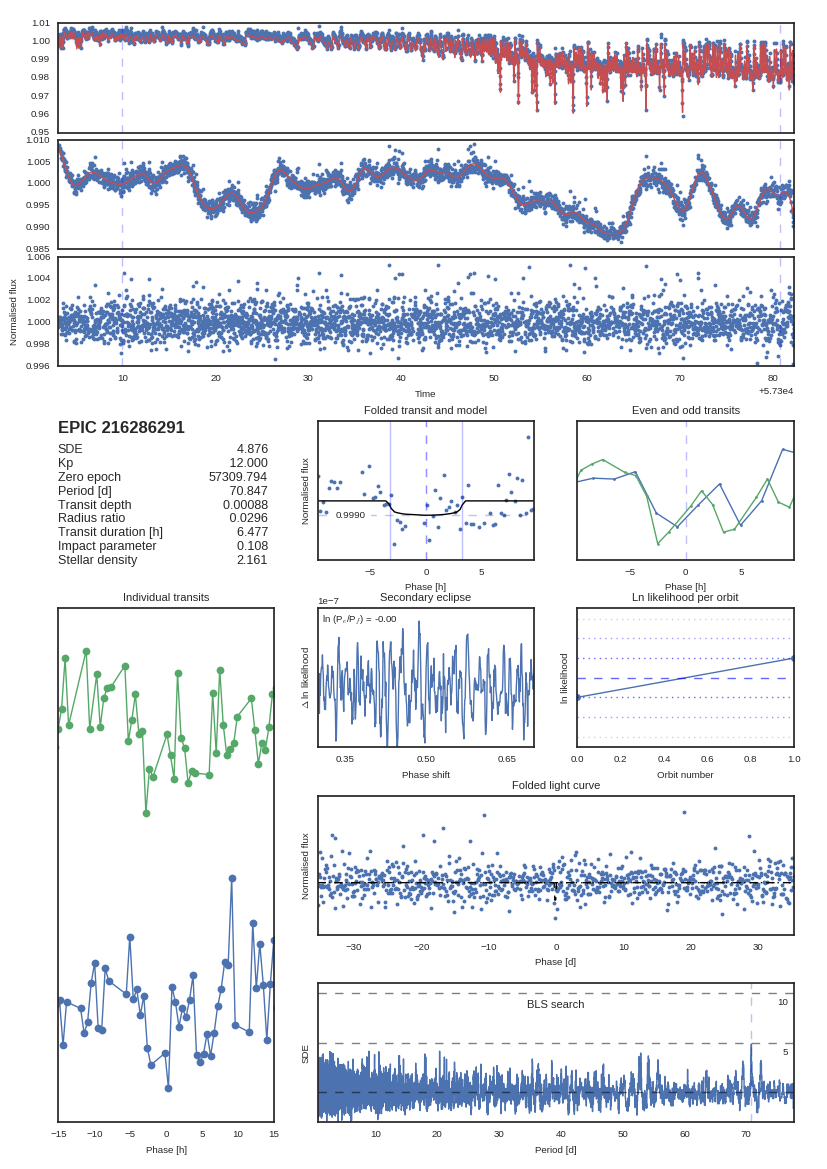 1.01
1.00
0.99
0.98
0.97
0.96
0.95
1.010
1.005
1.000
0.995
0.990
0.985
1.006
1.004
1.002
1.000
0.998
0.996
Normalised flux
10 20 30 40 50 60 70 80
Time
+5.73e4
EPIC 216286291
SDE 4.876
Kp 12.000
Zero epoch 57309.794
Period [d] 70.847
Transit depth 0.00088
Radius ratio 0.0296
Transit duration [h] 6.477
Impact parameter 0.108
Stellar density 2.161
Folded transit and model
Normalised flux
0.9990
−5 0 5
Phase [h]
Even and odd transits
−5 0 5
Phase [h]
Individual transits
−15 −10 −5 0 5 10 15
Phase [h]
Secondary eclipse
1e−7
ln (Pₑ/P𝑓) = -0.00
Δ ln likelihood
0.35 0.50 0.65
Phase shift
Ln likelihood per orbit
ln likelihood
0.0 0.2 0.4 0.6 0.8 1.0
Orbit number
Folded light curve
Normalised flux
−30 −20 −10 0 10 20 30
Phase [d]
BLS search
10
5
SDE
10 20 30 40 50 60 70
Period [d]